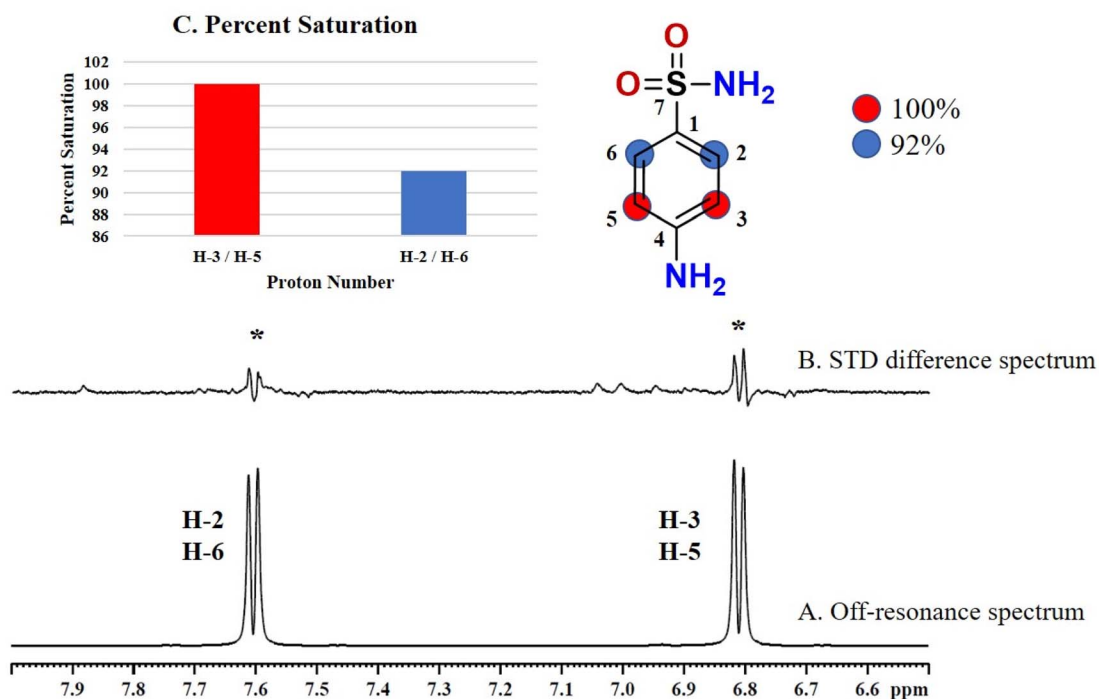 C. Percent Saturation
Percent Saturation
102
100
98
96
94
92
90
88
86
H-3 / H-5
H-2 / H-6
Proton Number
O
O=S-NH2
7
1
6
2
5
3
4
NH2
100%
92%
*
*
B. STD difference spectrum
H-2
H-6
H-3
H-5
A. Off-resonance spectrum
7.9 7.8 7.7 7.6 7.5 7.4 7.3 7.2 7.1 7.0 6.9 6.8 6.7 6.6 ppm